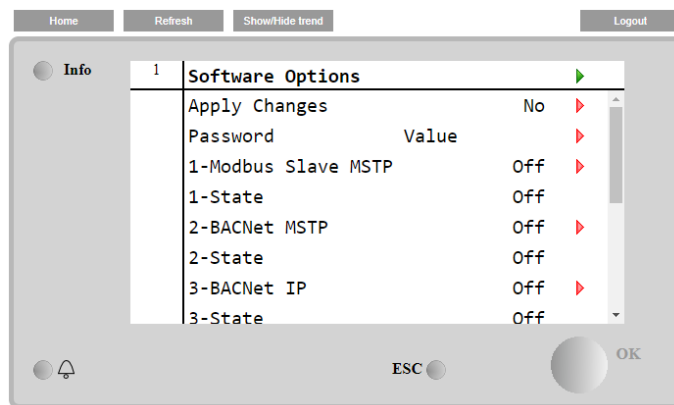 Home Refresh Show/Hide trend Logout
Info
1 Software Options
Apply Changes No
Password Value
1-Modbus Slave MSTP Off
1-State Off
2-BACNet MSTP Off
2-State Off
3-BACNet IP Off
3-State Off
ESC OK